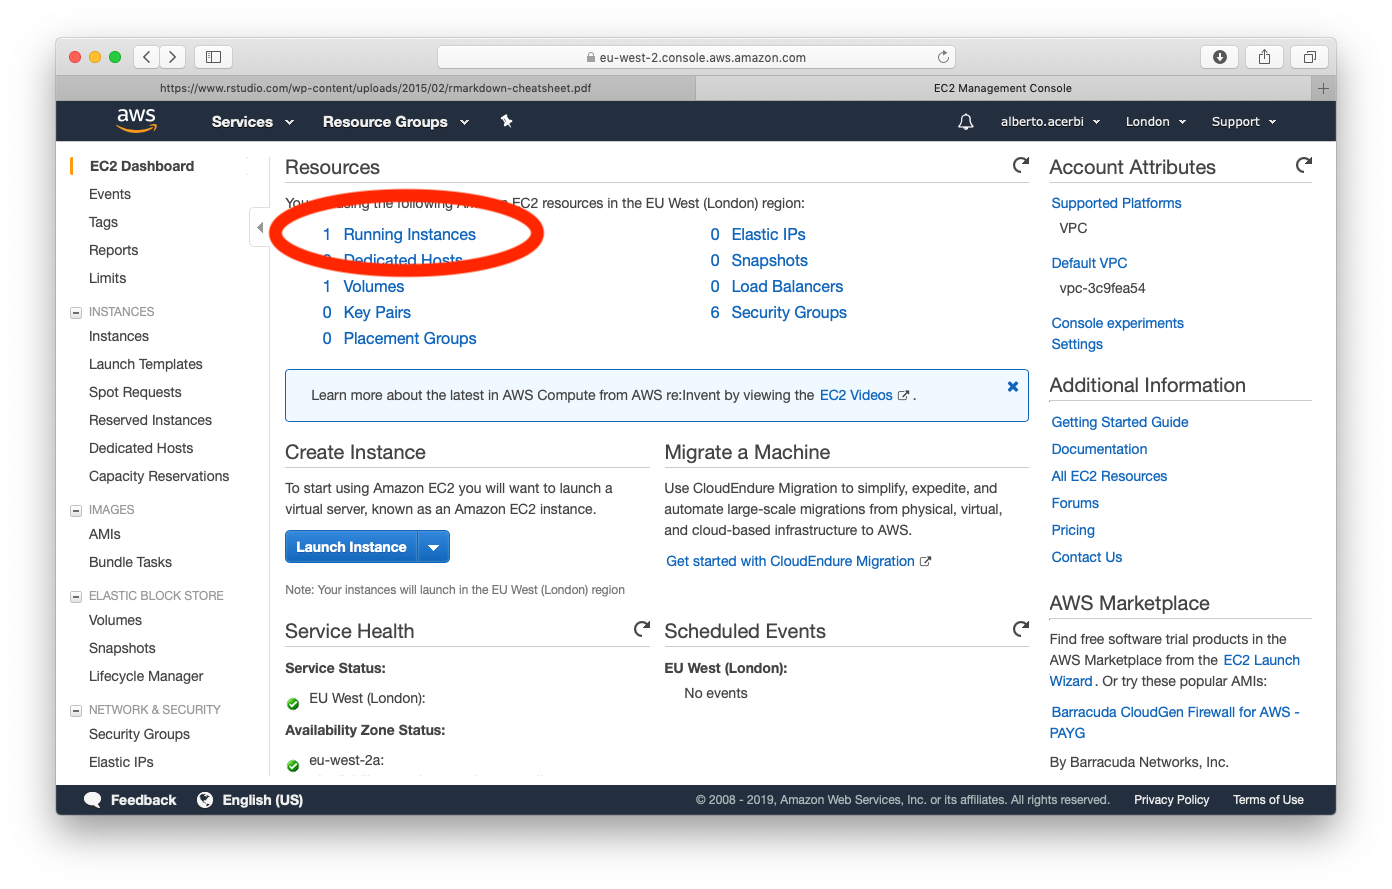 eu-west-2.console.aws.amazon.com
https://www.rstudio.com/wp-content/uploads/2015/02/rmarkdown-cheatsheet.pdf
EC2 Management Console
aws
Services
Resource Groups
alberto.acerbi
London
Support
EC2 Dashboard
Events
Tags
Reports
Limits
INSTANCES
Instances
Launch Templates
Spot Requests
Reserved Instances
Dedicated Hosts
Capacity Reservations
IMAGES
AMIs
Bundle Tasks
ELASTIC BLOCK STORE
Volumes
Snapshots
Lifecycle Manager
NETWORK & SECURITY
Security Groups
Elastic IPs
Resources
using the following Amazon EC2 resources in the EU West (London) region:
1 Running Instances
Dedicated Hosts
1 Volumes
0 Key Pairs
0 Placement Groups
0 Elastic IPs
0 Snapshots
0 Load Balancers
6 Security Groups
Learn more about the latest in AWS Compute from AWS re:Invent by viewing the EC2 Videos .
Create Instance
To start using Amazon EC2 you will want to launch a
virtual server, known as an Amazon EC2 instance.
Launch Instance
Note: Your instances will launch in the EU West (London) region
Migrate a Machine
Use CloudEndure Migration to simplify, expedite, and
automate large-scale migrations from physical, virtual,
and cloud-based infrastructure to AWS.
Get started with CloudEndure Migration
Service Health
Service Status:
EU West (London):
Availability Zone Status:
eu-west-2a:
Scheduled Events
EU West (London):
No events
Account Attributes
Supported Platforms
VPC
Default VPC
vpc-3c9fea54
Console experiments
Settings
Additional Information
Getting Started Guide
Documentation
All EC2 Resources
Forums
Pricing
Contact Us
AWS Marketplace
Find free software trial products in the
AWS Marketplace from the EC2 Launch
Wizard. Or try these popular AMIs:
Barracuda CloudGen Firewall for AWS -
PAYG
By Barracuda Networks, Inc.
Feedback
English (US)
© 2008 - 2019, Amazon Web Services, Inc. or its affiliates. All rights reserved.
Privacy Policy
Terms of Use